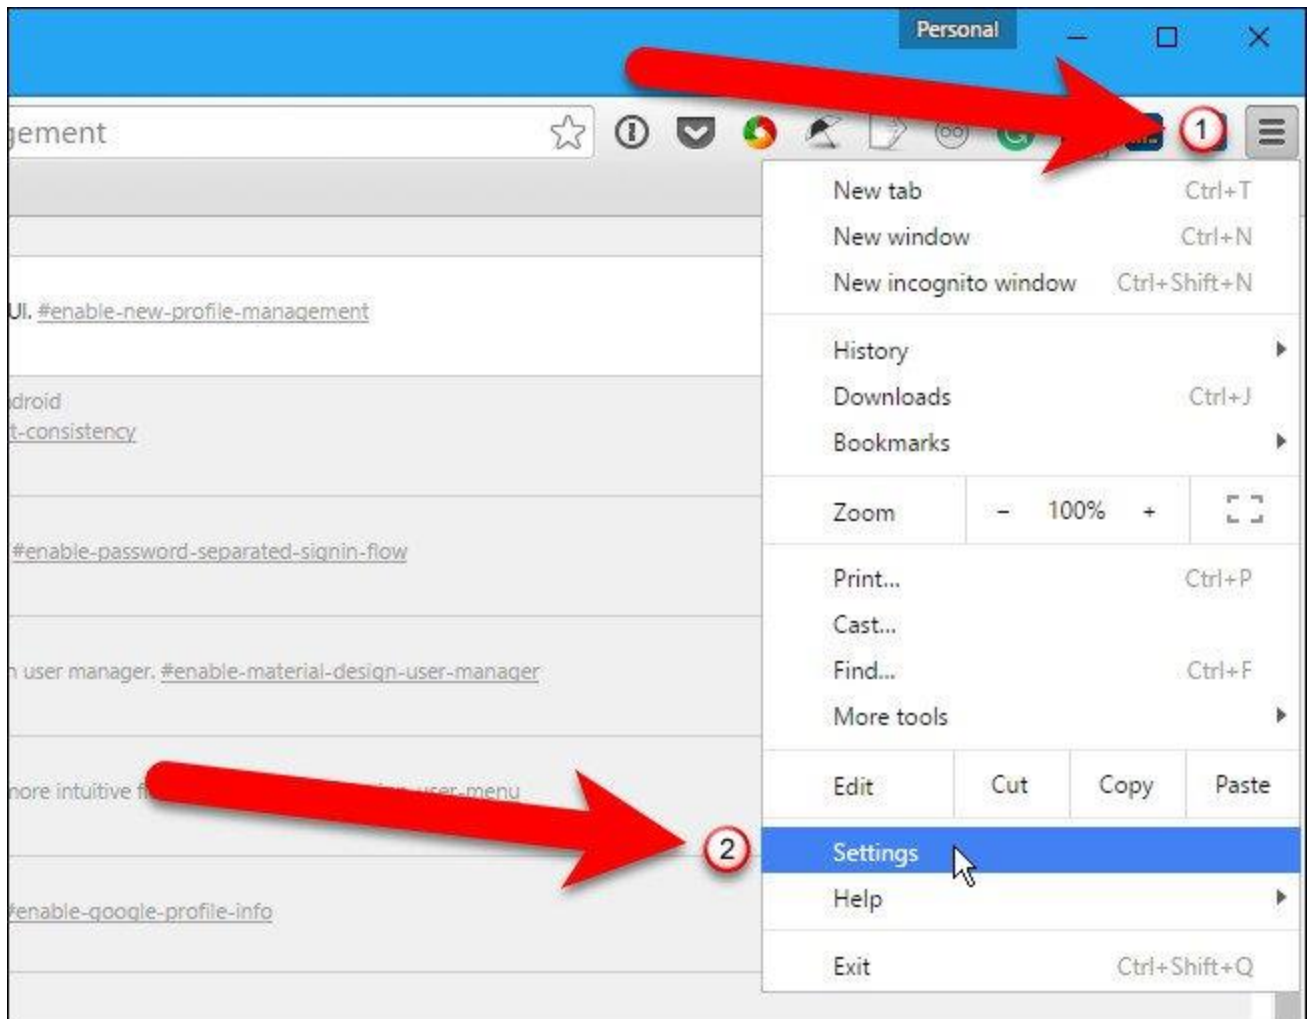 Personal
gement
1
New tab Ctrl+T
New window Ctrl+N
New incognito window Ctrl+Shift+N
UI. #enable-new-profile-management
History
droid
Downloads Ctrl+J
t-consistency
Bookmarks
Zoom - 100% +
#enable-password-separated-signin-flow
Print... Ctrl+P
Cast...
n user manager. #enable-material-design-user-manager
Find... Ctrl+F
More tools
more intuitive user-menu
Edit Cut Copy Paste
2
Settings
Help
#enable-google-profile-info
Exit Ctrl+Shift+Q